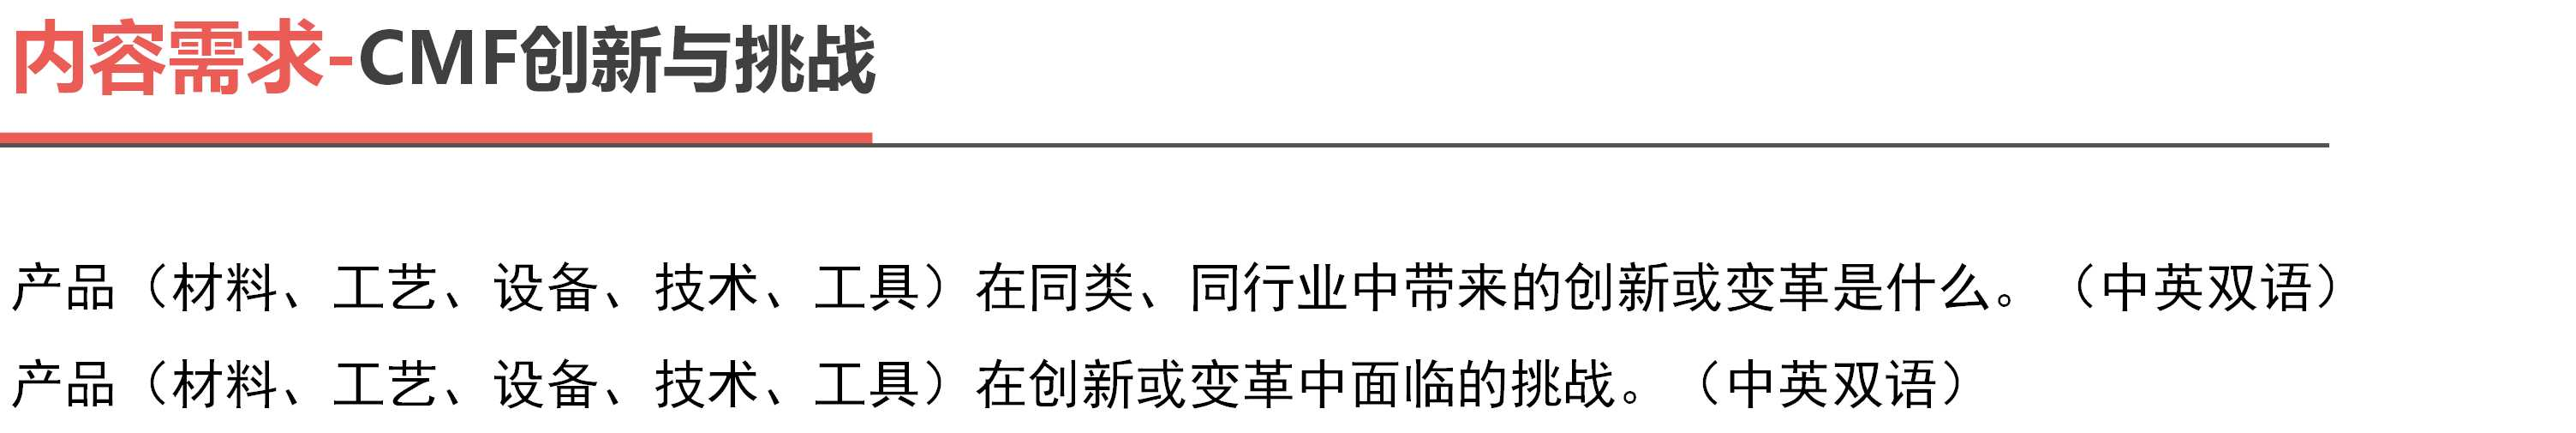 内容需求-CMF创新与挑战
产品（材料、工艺、设备、技术、工具）在同类、同行业中带来的创新或变革是什么。（中英双语）
产品（材料、工艺、设备、技术、工具）在创新或变革中面临的挑战。（中英双语）